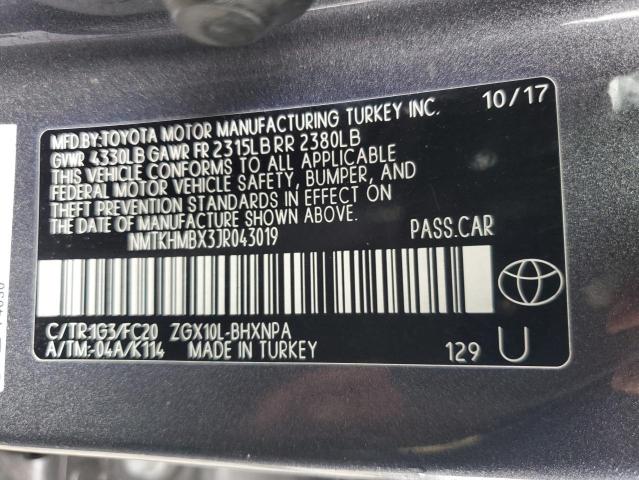 10/17
MFD.BY:TOYOTA MOTOR MANUFACTURING TURKEY INC.
GVWR 4330LB GAWR FR 2315LB RR 2380LB
THIS VEHICLE CONFORMS TO ALL APPLICABLE
FEDERAL MOTOR VEHICLE SAFETY, BUMPER, AND
THEFT PREVENTION STANDARDS IN EFFECT ON
THE DATE OF MANUFACTURE SHOWN ABOVE.
NMTKHMBX3JR043019 PASS.CAR
C/TR:1G3/FC20 ZGX10L-BHXNPA
A/TM:-04A/K114 MADE IN TURKEY 129 U